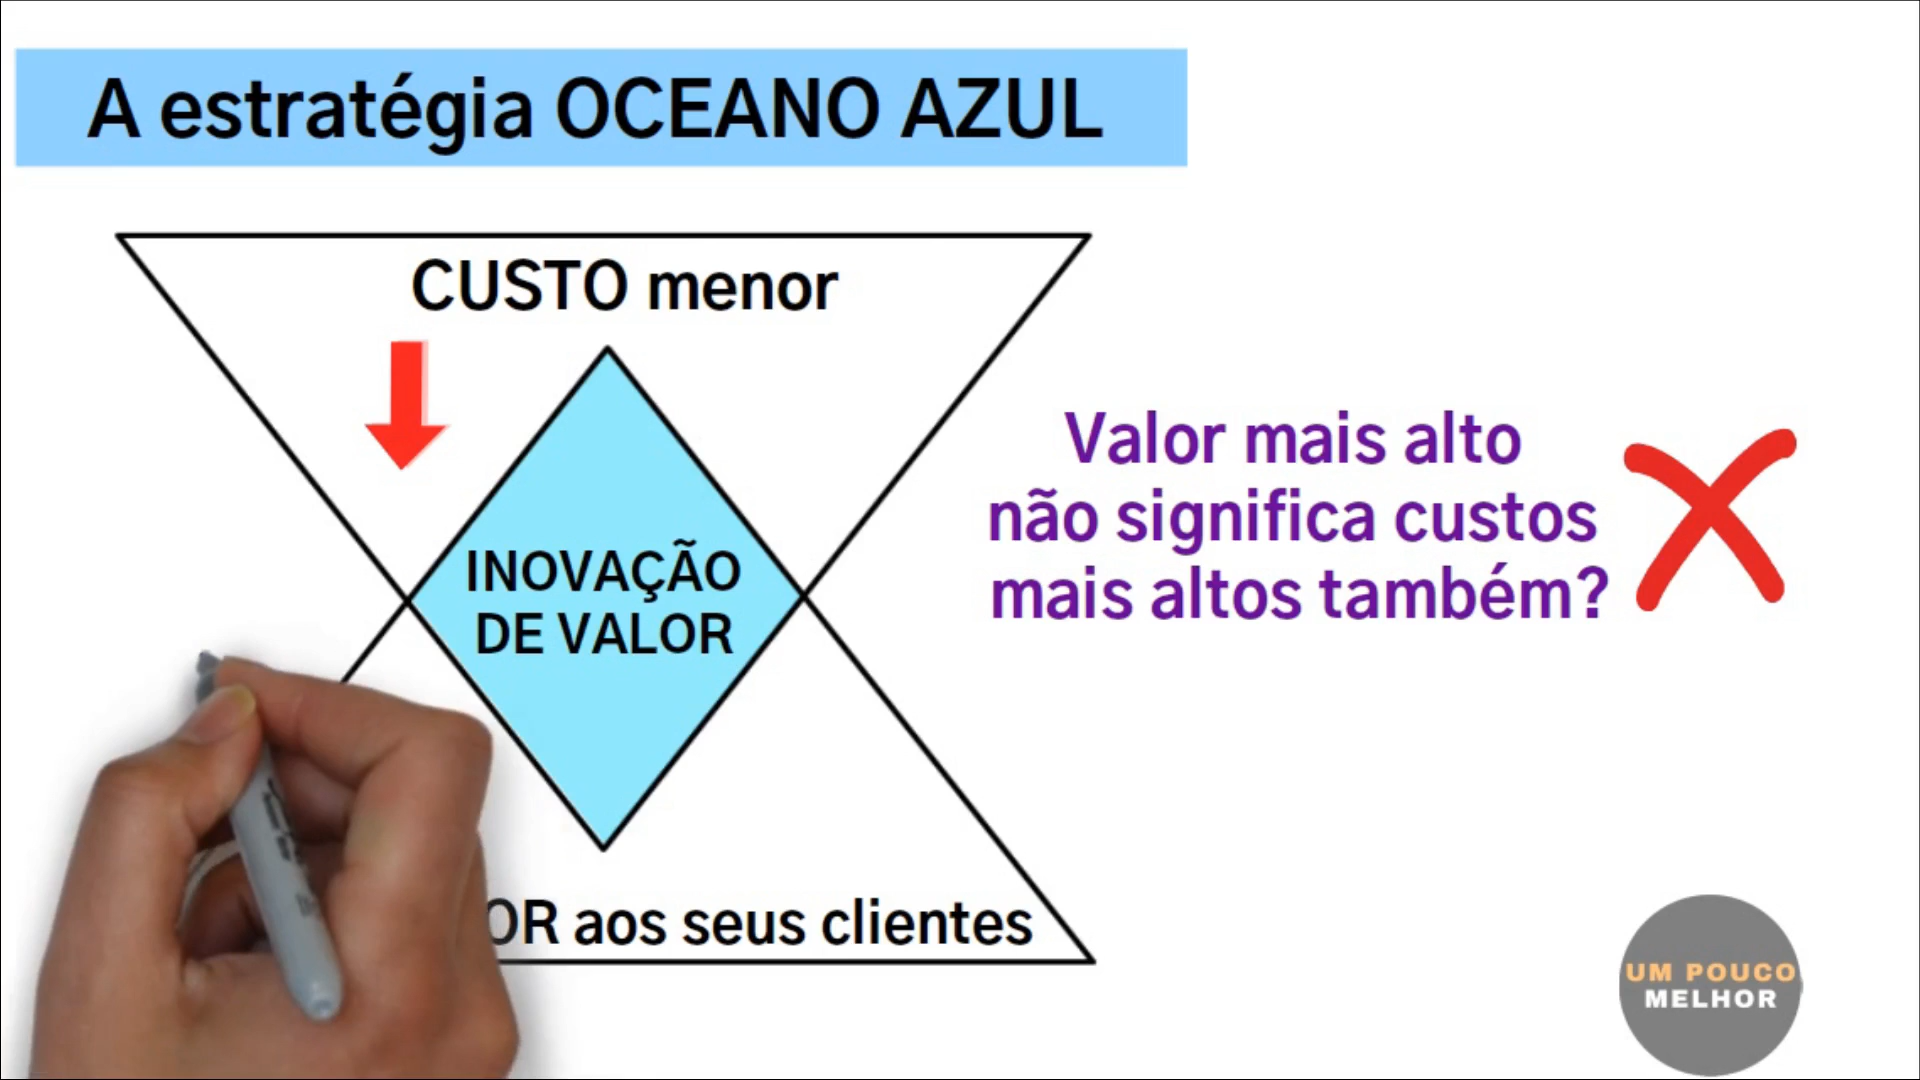 A estratégia OCEANO AZUL
CUSTO menor
INOVAÇÃO
DE VALOR
Valor mais alto
não significa custos
mais altos também?
aos seus clientes
UM POUCO
MELHOR